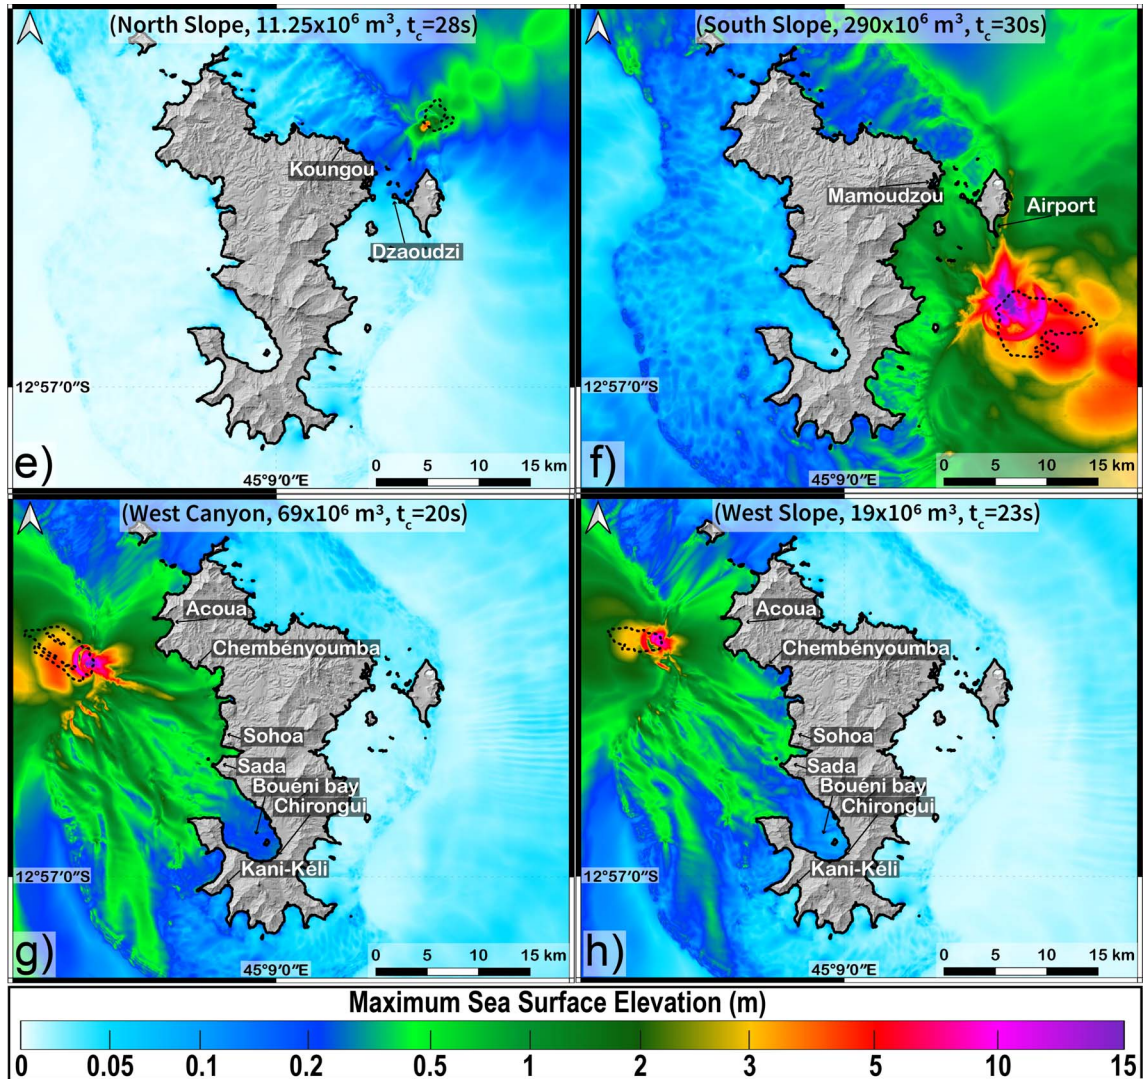 e)
(North Slope, 11.25x10⁶ m³, t_c=28s)
Koungou
Dzaoudzi
12°57′0″S
45°9′0″E
0 5 10 15 km
f)
(South Slope, 290x10⁶ m³, t_c=30s)
Mamoudzou
Airport
12°57′0″S
45°9′0″E
0 5 10 15 km
g)
(West Canyon, 69x10⁶ m³, t_c=20s)
Acoua
Chembényoumba
Sohoa
Sada
Bouéni bay
Chirongui
Kani-Kéli
12°57′0″S
45°9′0″E
0 5 10 15 km
h)
(West Slope, 19x10⁶ m³, t_c=23s)
Acoua
Chembényoumba
Sohoa
Sada
Bouéni bay
Chirongui
Kani-Kéli
12°57′0″S
45°9′0″E
0 5 10 15 km
Maximum Sea Surface Elevation (m)
0 0.05 0.1 0.2 0.5 1 2 3 5 10 15